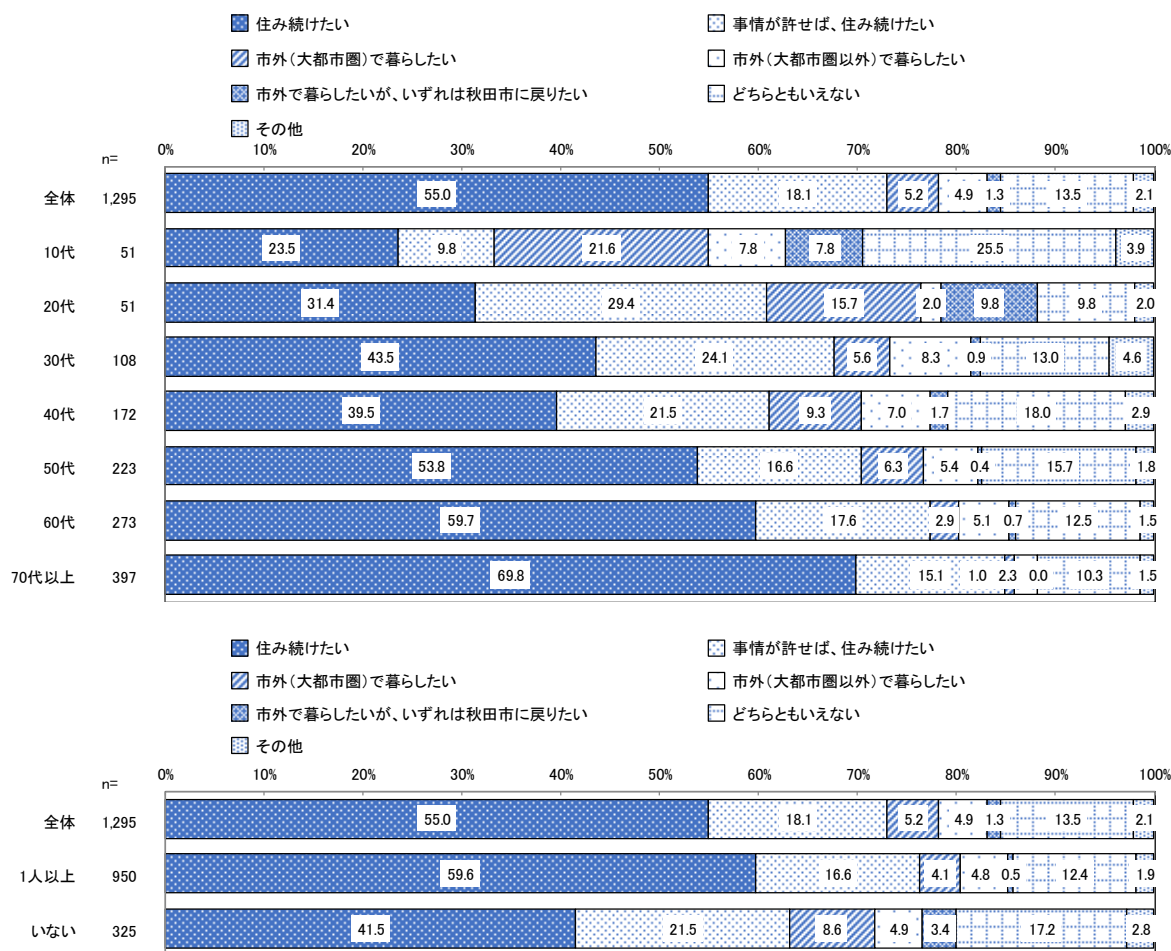 住み続けたい 事情が許せば、住み続けたい
市外(大都市圏)で暮らしたい 市外(大都市圏以外)で暮らしたい
市外で暮らしたいが、いずれは秋田市に戻りたい どちらともいえない
その他
n= 0% 10% 20% 30% 40% 50% 60% 70% 80% 90% 100%
全体 1,295 55.0 18.1 5.2 4.9 1.3 13.5 2.1
10代 51 23.5 9.8 21.6 7.8 7.8 25.5 3.9
20代 51 31.4 29.4 15.7 2.0 9.8 9.8 2.0
30代 108 43.5 24.1 5.6 8.3 0.9 13.0 4.6
40代 172 39.5 21.5 9.3 7.0 1.7 18.0 2.9
50代 223 53.8 16.6 6.3 5.4 0.4 15.7 1.8
60代 273 59.7 17.6 2.9 5.1 0.7 12.5 1.5
70代以上 397 69.8 15.1 1.0 2.3 0.0 10.3 1.5
住み続けたい 事情が許せば、住み続けたい
市外(大都市圏)で暮らしたい 市外(大都市圏以外)で暮らしたい
市外で暮らしたいが、いずれは秋田市に戻りたい どちらともいえない
その他
n= 0% 10% 20% 30% 40% 50% 60% 70% 80% 90% 100%
全体 1,295 55.0 18.1 5.2 4.9 1.3 13.5 2.1
1人以上 950 59.6 16.6 4.1 4.8 0.5 12.4 1.9
いない 325 41.5 21.5 8.6 4.9 3.4 17.2 2.8